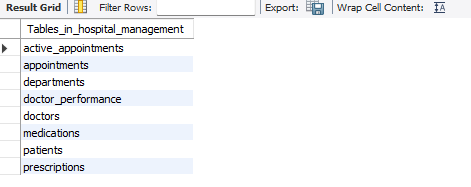 Result Grid Filter Rows: Export: Wrap Cell Content:
Tables_in_hospital_management
active_appointments
appointments
departments
doctor_performance
doctors
medications
patients
prescriptions